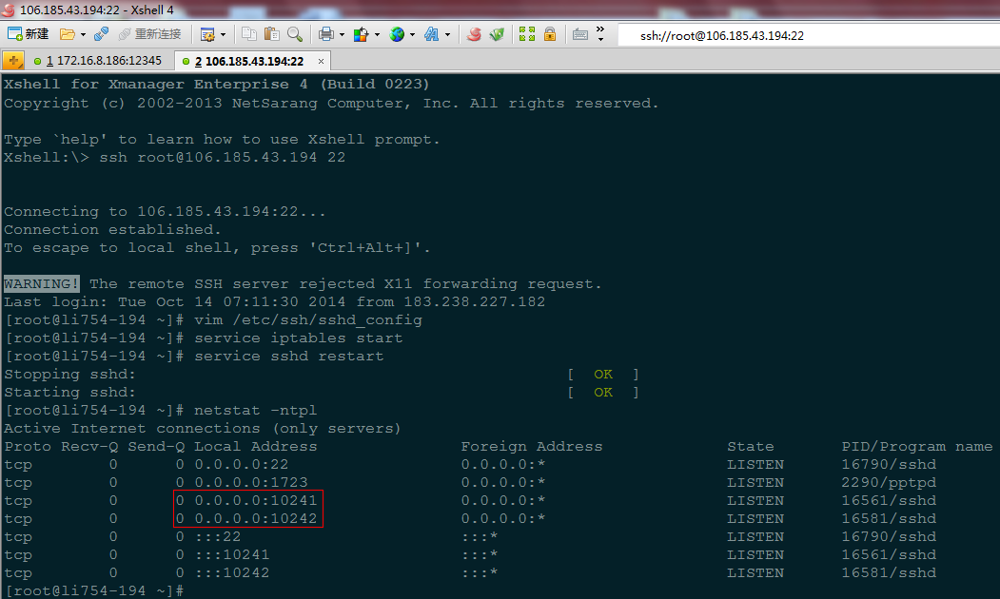 106.185.43.194:22 - Xshell 4
新建 重新连接 ssh://root@106.185.43.194:22
1 172.16.8.186:12345 2 106.185.43.194:22
Xshell for Xmanager Enterprise 4 (Build 0223)
Copyright (c) 2002-2013 NetSarang Computer, Inc. All rights reserved.
Type `help' to learn how to use Xshell prompt.
Xshell:\> ssh root@106.185.43.194 22
Connecting to 106.185.43.194:22...
Connection established.
To escape to local shell, press 'Ctrl+Alt+]'.
WARNING! The remote SSH server rejected X11 forwarding request.
Last login: Tue Oct 14 07:11:30 2014 from 183.238.227.182
[root@li754-194 ~]# vim /etc/ssh/sshd_config
[root@li754-194 ~]# service iptables start
[root@li754-194 ~]# service sshd restart
Stopping sshd: [ OK ]
Starting sshd: [ OK ]
[root@li754-194 ~]# netstat -ntpl
Active Internet connections (only servers)
Proto Recv-Q Send-Q Local Address Foreign Address State PID/Program name
tcp 0 0 0.0.0.0:22 0.0.0.0:* LISTEN 16790/sshd
tcp 0 0 0.0.0.0:1723 0.0.0.0:* LISTEN 2290/pptpd
tcp 0 0 0.0.0.0:10241 0.0.0.0:* LISTEN 16561/sshd
tcp 0 0 0.0.0.0:10242 0.0.0.0:* LISTEN 16581/sshd
tcp 0 0 :::22 :::* LISTEN 16790/sshd
tcp 0 0 :::10241 :::* LISTEN 16561/sshd
tcp 0 0 :::10242 :::* LISTEN 16581/sshd
[root@li754-194 ~]#